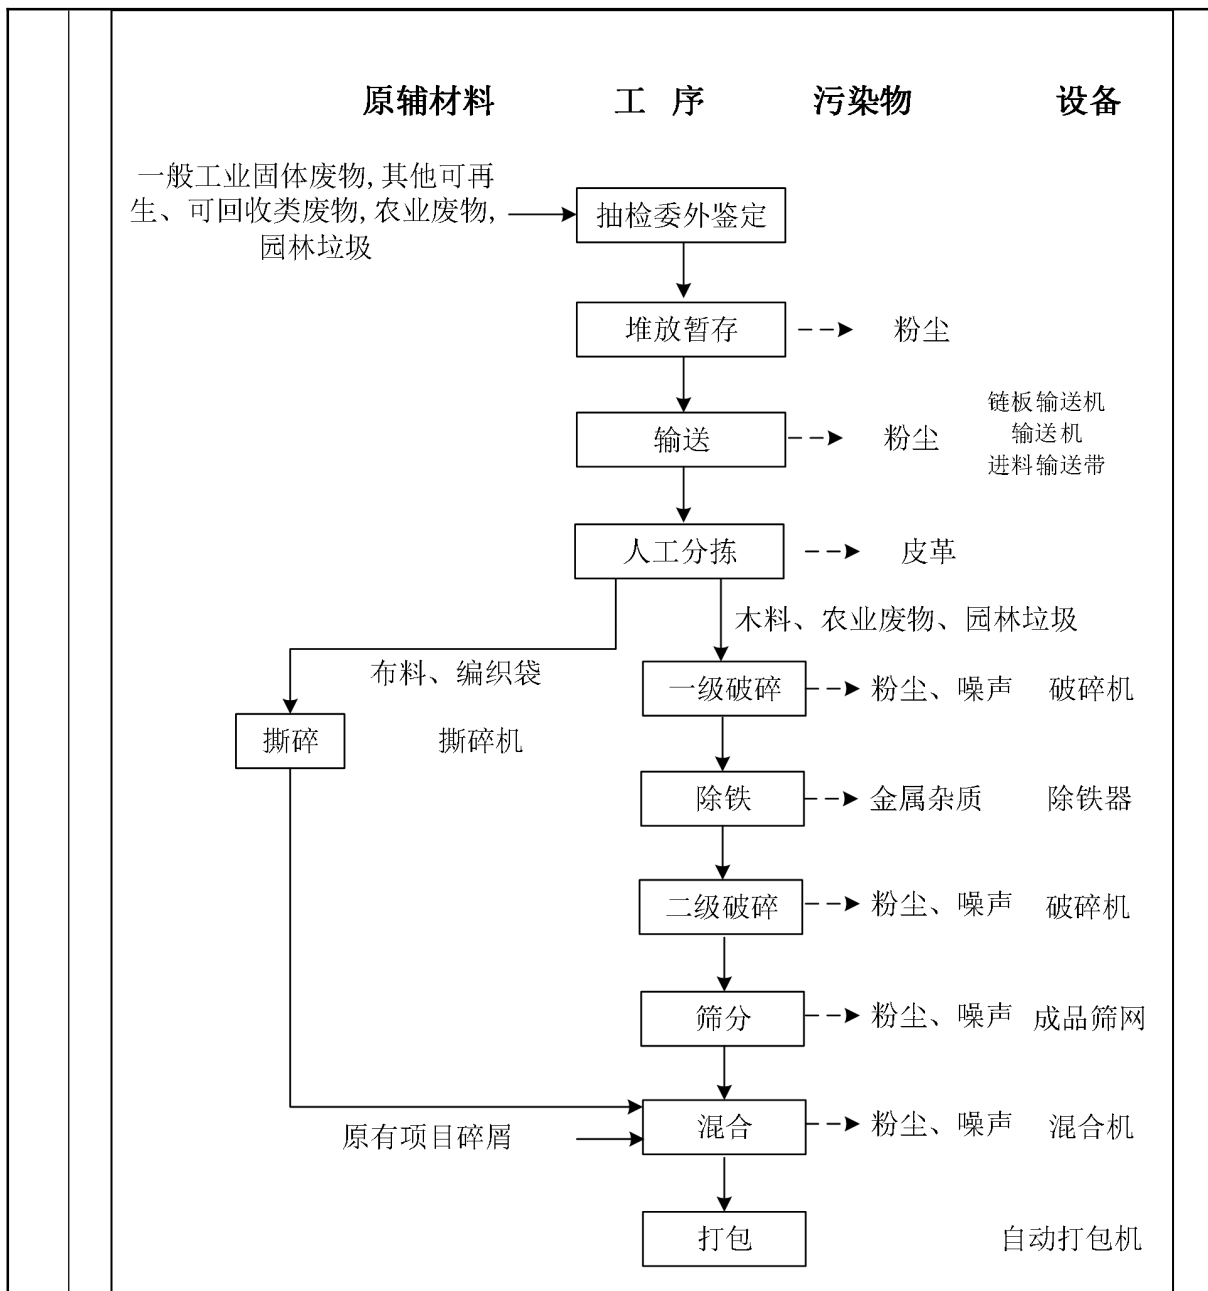 原辅材料 工 序 污染物 设备
一般工业固体废物,其他可再
生、可回收类废物,农业废物,
园林垃圾
抽检委外鉴定
堆放暂存 粉尘
输送 粉尘
链板输送机
输送机
进料输送带
人工分拣 皮革
木料、农业废物、园林垃圾
布料、编织袋
一级破碎 粉尘、噪声 破碎机
撕碎 撕碎机
除铁 金属杂质 除铁器
二级破碎 粉尘、噪声 破碎机
筛分 粉尘、噪声 成品筛网
混合 粉尘、噪声 混合机
原有项目碎屑
打包 自动打包机